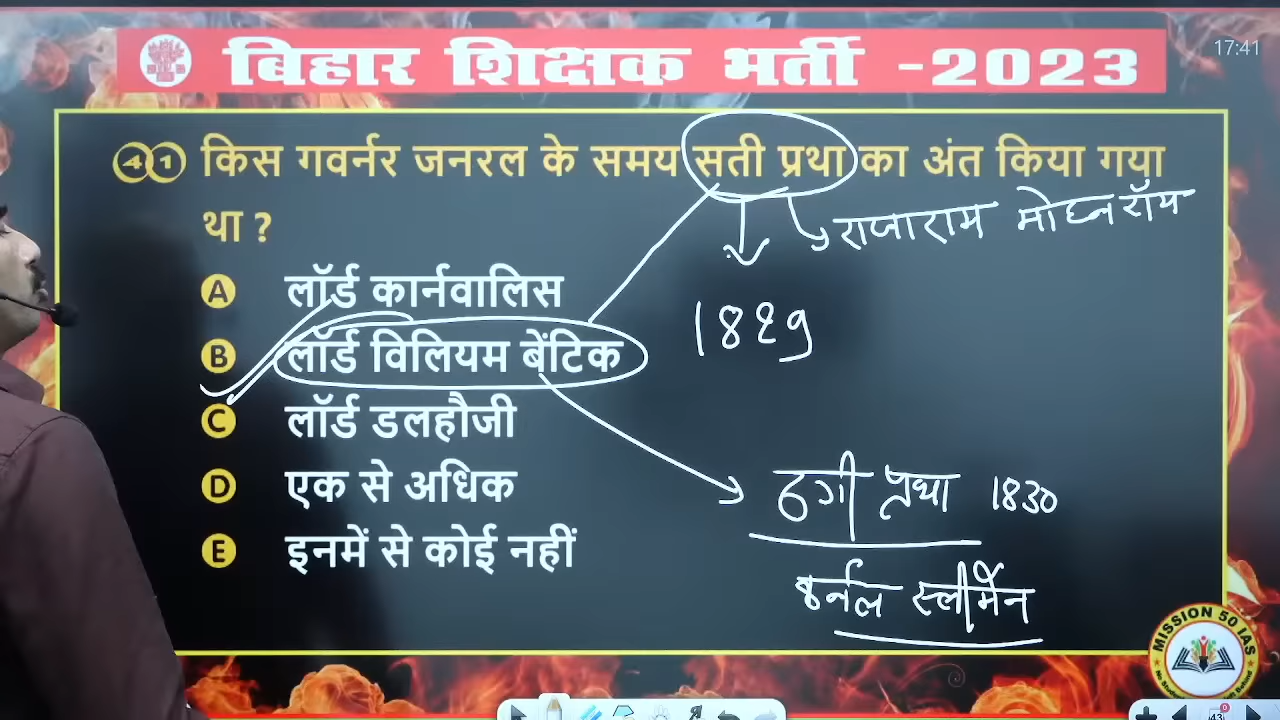 17:41
बिहार शिक्षक भर्ती -2023
41 किस गवर्नर जनरल के समय सती प्रथा का अंत किया गया
था ?
राजाराम मोहन रॉय
A लॉर्ड कार्नवालिस
1829
B लॉर्ड विलियम बेंटिक
C लॉर्ड डलहौजी
D एक से अधिक
ठगी प्रथा 1830
E इनमें से कोई नहीं
कर्नल स्लीमैन
MISSION 50 IAS